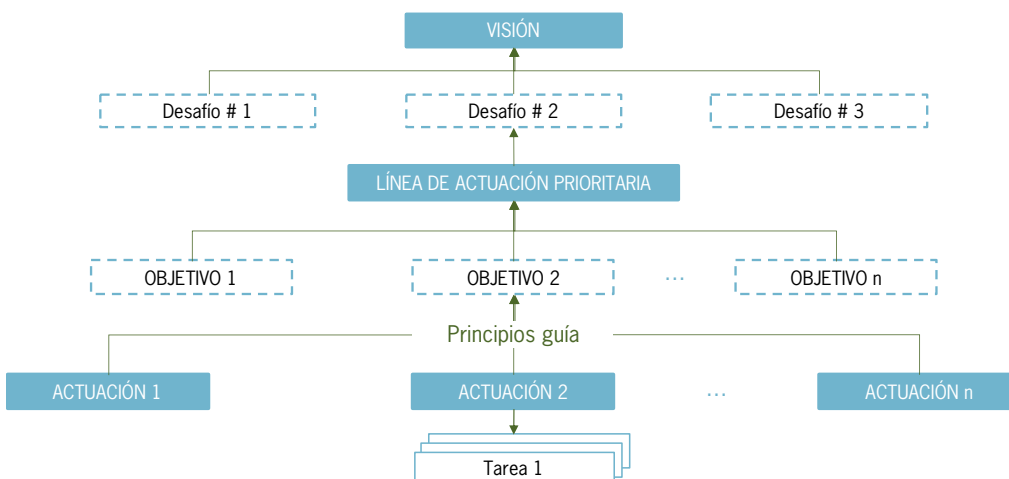 VISIÓN
Desafío # 1
Desafío # 2
Desafío # 3
LÍNEA DE ACTUACIÓN PRIORITARIA
OBJETIVO 1
OBJETIVO 2
...
OBJETIVO n
Principios guía
ACTUACIÓN 1
ACTUACIÓN 2
...
ACTUACIÓN n
Tarea 1